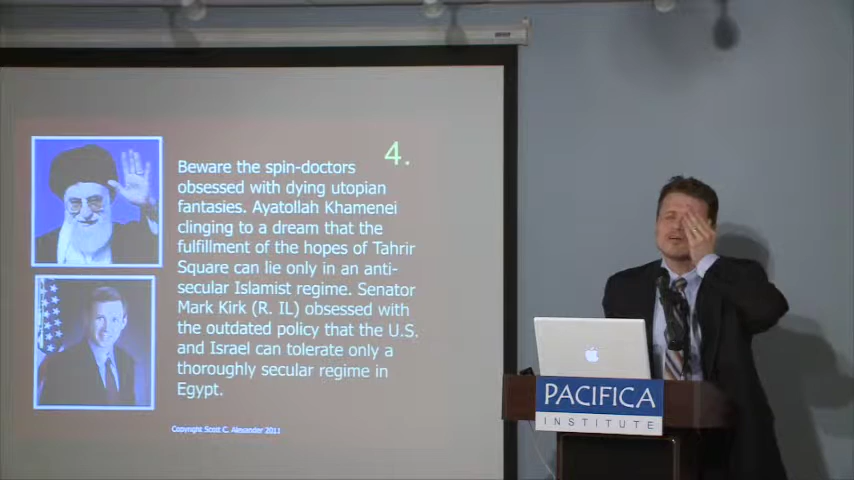 4.
Beware the spin-doctors
obsessed with dying utopian
fantasies. Ayatollah Khamenei
clinging to a dream that the
fulfillment of the hopes of Tahrir
Square can lie only in an anti-
secular Islamist regime. Senator
Mark Kirk (R. IL) obsessed with
the outdated policy that the U.S.
and Israel can tolerate only a
thoroughly secular regime in
Egypt.
Copyright Scott C. Alexander 2011
PACIFICA
INSTITUTE